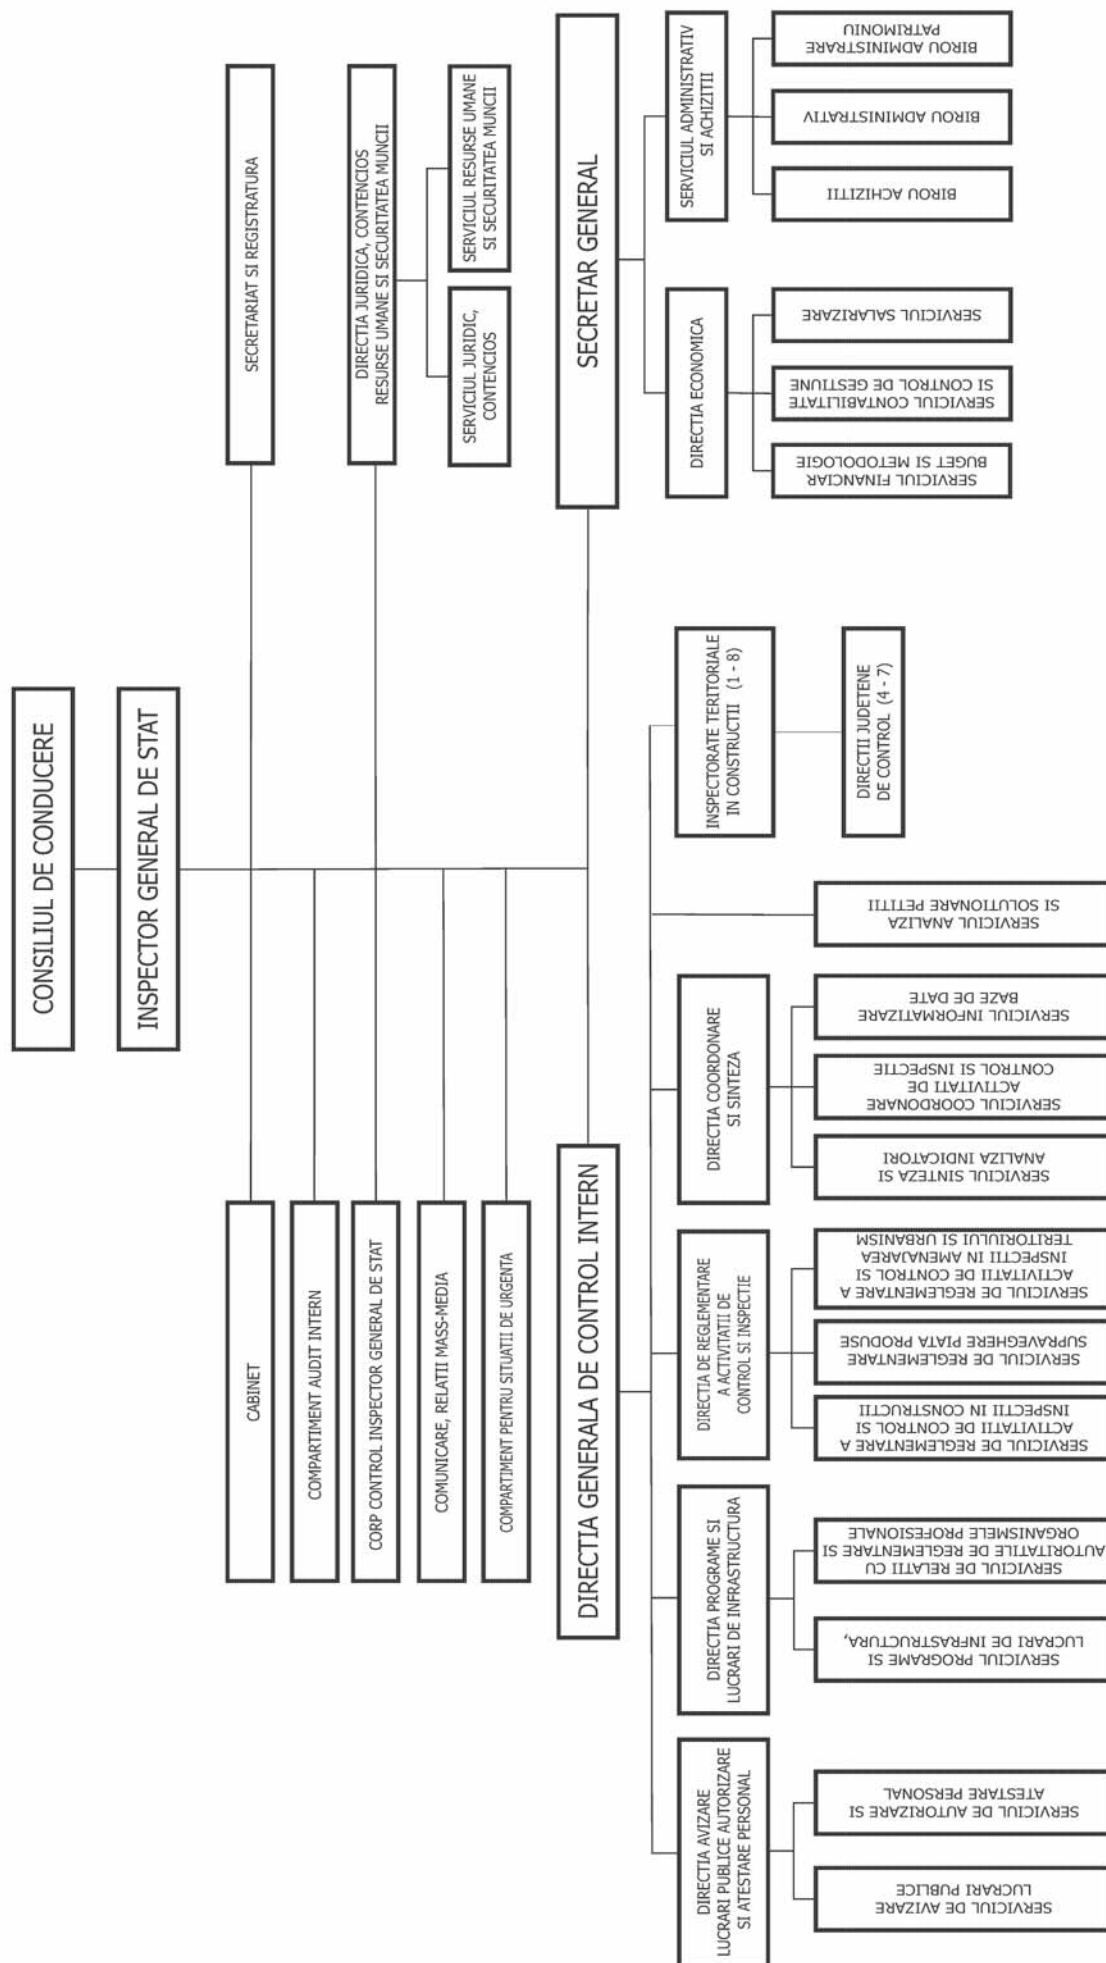 CONSILIUL DE CONDUCERE
INSPECTOR GENERAL DE STAT
CABINET
SECRETARIAT SI REGISTRATURA
COMPARTIMENT AUDIT INTERN
CORP CONTROL INSPECTOR GENERAL DE STAT
DIRECTIA JURIDICA, CONTENCIOS
RESURSE UMANE SI SECURITATEA MUNCII
COMUNICARE, RELATII MASS-MEDIA
SERVICIUL JURIDIC,
CONTENCIOS
SERVICIUL RESURSE UMANE
SI SECURITATEA MUNCII
COMPARTIMENT PENTRU SITUATII DE URGENTA
DIRECTIA GENERALA DE CONTROL INTERN
SECRETAR GENERAL
DIRECTIA AVIZARE
LUCRARI PUBLICE AUTORIZARE
SI ATESTARE PERSONAL
DIRECTIA PROGRAME SI
LUCRARI DE INFRASTRUCTURA
DIRECTIA DE REGLEMENTARE
A ACTIVITATII DE
CONTROL SI INSPECTIE
DIRECTIA COORDONARE
SI SINTEZA
INSPECTORATE TERITORIALE
IN CONSTRUCTII (1 - 8)
DIRECTIA ECONOMICA
SERVICIUL ADMINISTRATIV
SI ACHIZITII
SERVICIUL DE AVIZARE
LUCRARI PUBLICE
SERVICIUL DE AUTORIZARE SI
ATESTARE PERSONAL
SERVICIUL PROGRAME SI
LUCRARI DE INFRASTRUCTURA,
SERVICIUL DE RELATII CU
AUTORITATILE DE REGLEMENTARE SI
ORGANISMELE PROFESIONALE
SERVICIUL DE REGLEMENTARE A
ACTIVITATII DE CONTROL SI
INSPECTII IN CONSTRUCTII
SERVICIUL DE REGLEMENTARE
SUPRAVEGHERE PIATA PRODUSE
SERVICIUL DE REGLEMENTARE A
ACTIVITATII DE CONTROL SI
INSPECTII IN AMENAJAREA
TERITORIULUI SI URBANISM
SERVICIUL SINTEZA SI
ANALIZA INDICATORI
SERVICIUL COORDONARE
ACTIVITATI DE
CONTROL SI INSPECTIE
SERVICIUL INFORMATIZARE
BAZE DE DATE
SERVICIUL ANALIZA
SI SOLUTIONARE PETITII
DIRECTII JUDETENE
DE CONTROL (4 - 7)
SERVICIUL FINANCIAR
BUGET SI METODOLOGIE
SERVICIUL CONTABILITATE
SI CONTROL DE GESTIUNE
SERVICIUL SALARIZARE
BIROU ACHIZITII
BIROU ADMINISTRATIV
BIROU ADMINISTRARE
PATRIMONIU